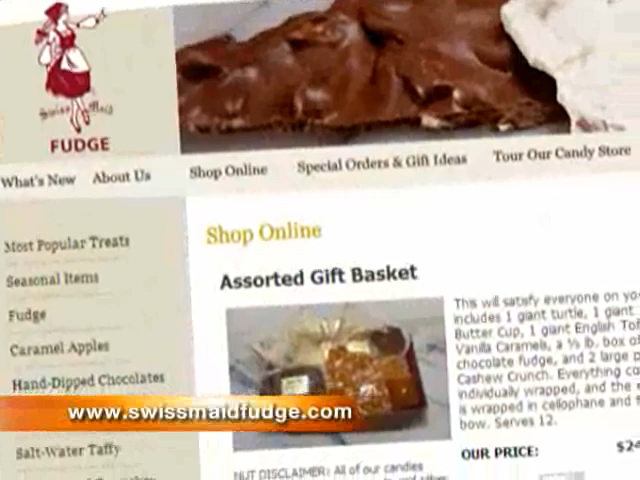 Swiss Maid
FUDGE
What's New
About Us
Shop Online
Special Orders & Gift Ideas
Tour Our Candy Store
Most Popular Treats
Seasonal Items
Fudge
Caramel Apples
Hand-Dipped Chocolates
www.swissmaidfudge.com
Salt-Water Taffy
Shop Online
Assorted Gift Basket
This will satisfy everyone on
includes 1 giant turtle, 1 giant
Butter Cup, 1 giant English
Vanilla Caramels, a ½ lb. box of
chocolate fudge, and 2 large
Cashew Crunch. Everything
individually wrapped, and the
is wrapped in cellophane and
bow. Serves 12.
OUR PRICE:
NUT DISCLAIMER: All of our candies